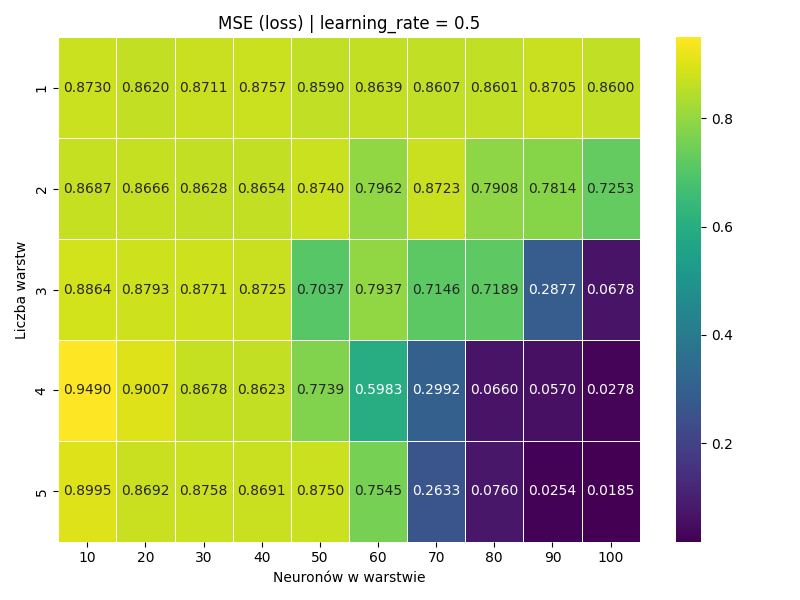 MSE (loss) | learning_rate = 0.5
1 0.8730 0.8620 0.8711 0.8757 0.8590 0.8639 0.8607 0.8601 0.8705 0.8600
2 0.8687 0.8666 0.8628 0.8654 0.8740 0.7962 0.8723 0.7908 0.7814 0.7253
3 0.8864 0.8793 0.8771 0.8725 0.7037 0.7937 0.7146 0.7189 0.2877 0.0678
4 0.9490 0.9007 0.8678 0.8623 0.7739 0.5983 0.2992 0.0660 0.0570 0.0278
5 0.8995 0.8692 0.8758 0.8691 0.8750 0.7545 0.2633 0.0760 0.0254 0.0185
10 20 30 40 50 60 70 80 90 100
Neuronów w warstwie
Liczba warstw
0.8
0.6
0.4
0.2